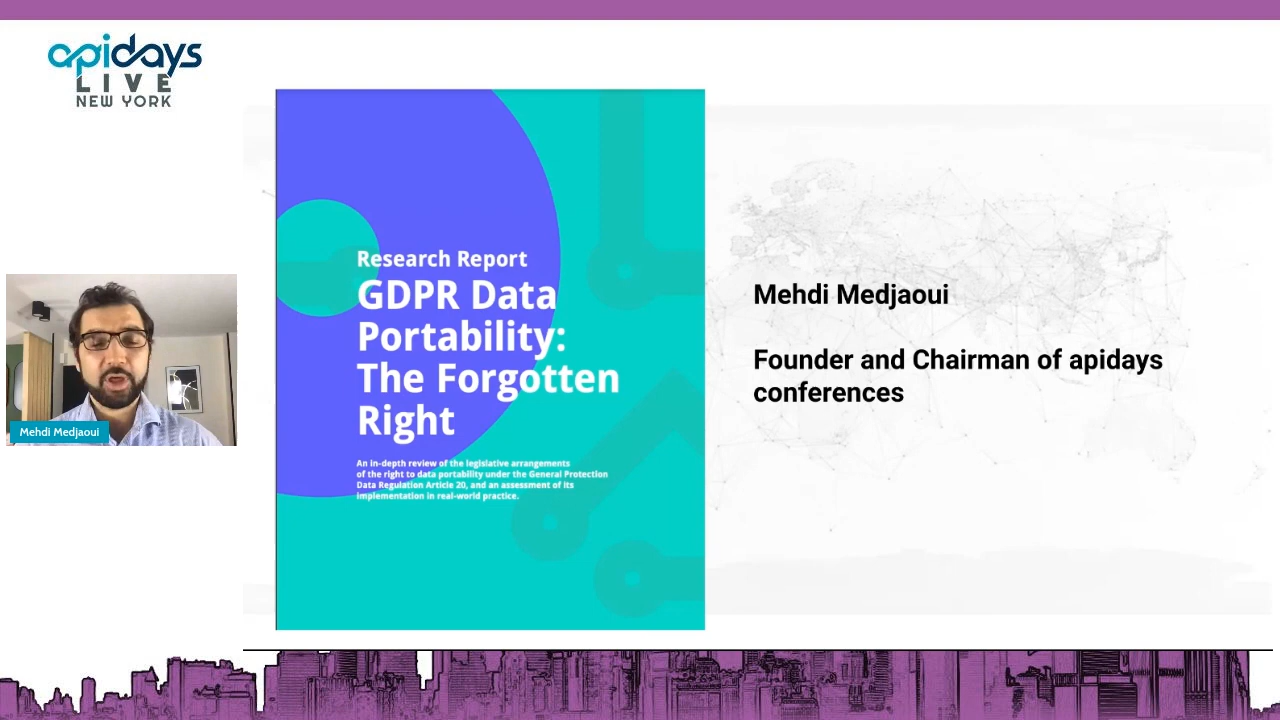 apidays
LIVE
NEW YORK
Research Report
GDPR Data
Portability:
The Forgotten
Right
An in-depth review of the legislative arrangements
of the right to data portability under the General Protection
Data Regulation Article 20, and an assessment of its
implementation in real-world practice.
Mehdi Medjaoui
Founder and Chairman of apidays
conferences
Mehdi Medjaoui